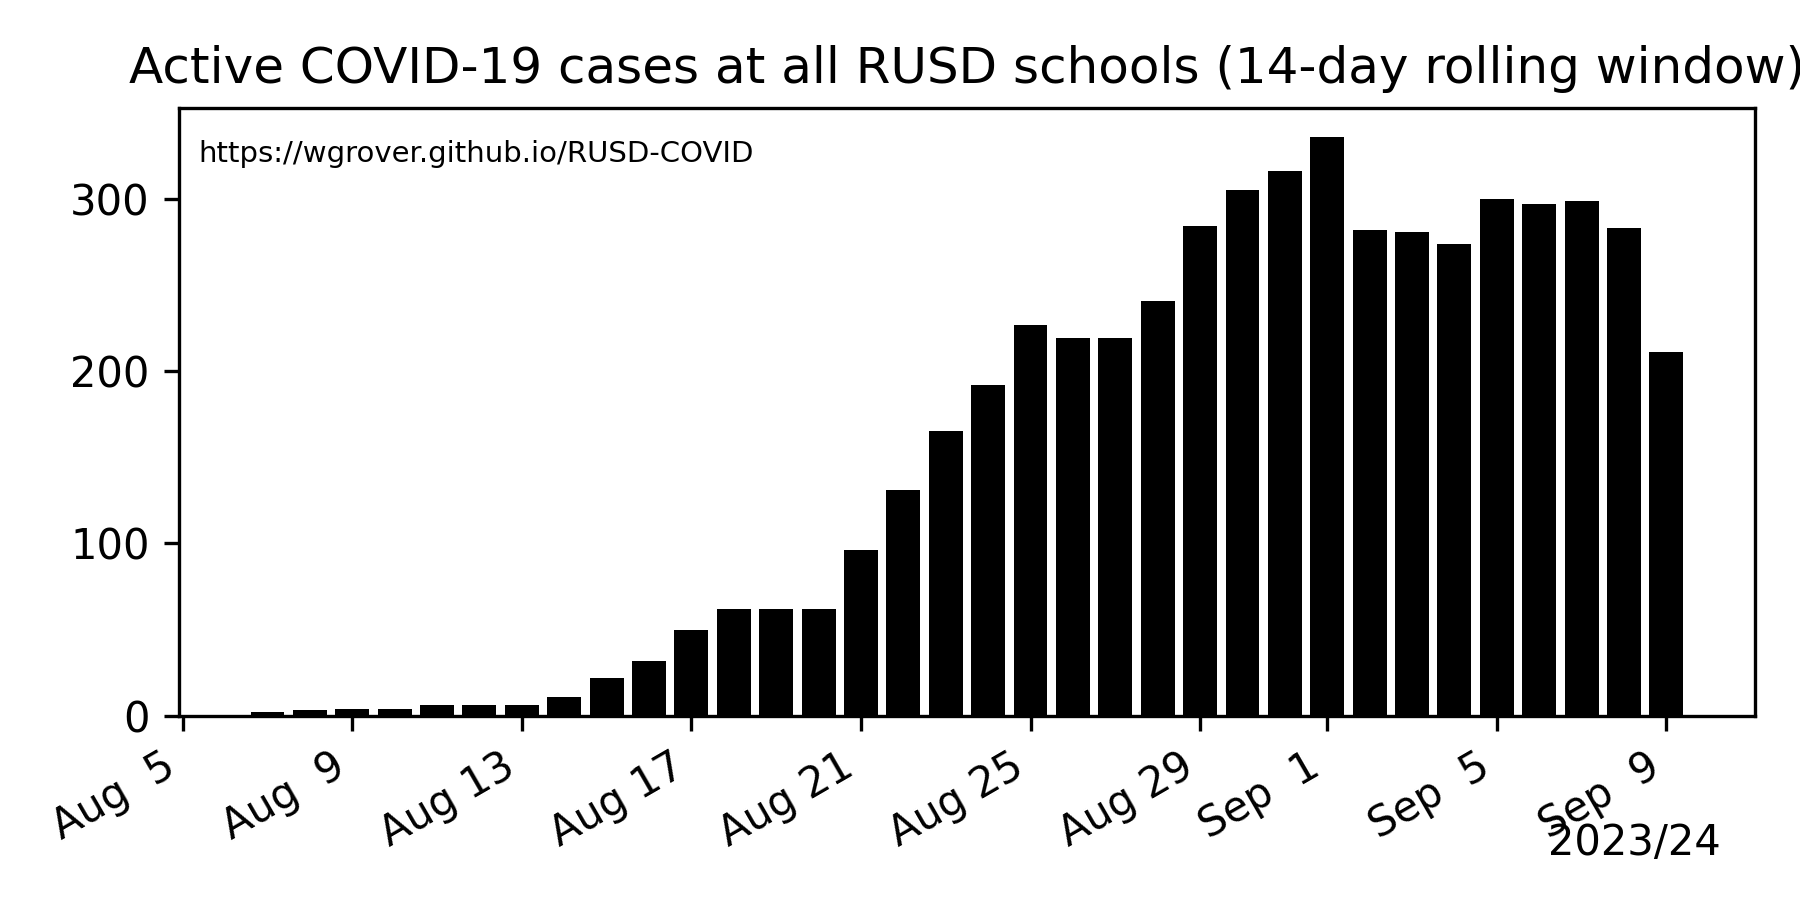 Active COVID-19 cases at all RUSD schools (14-day rolling window)
https://wgrover.github.io/RUSD-COVID
300
200
100
0
Aug 5 Aug 9 Aug 13 Aug 17 Aug 21 Aug 25 Aug 29 Sep 1 Sep 5 Sep 9
2023/24